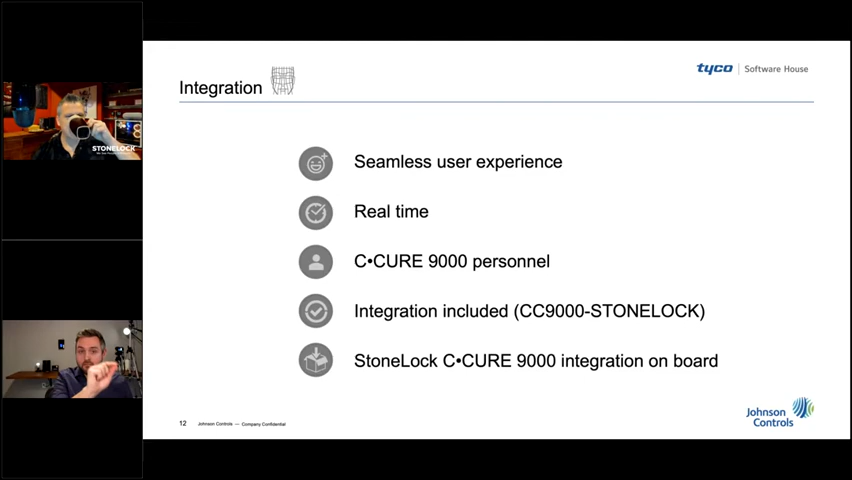 STONELOCK
Integration
tyco | Software House
Seamless user experience
Real time
C•CURE 9000 personnel
Integration included (CC9000-STONELOCK)
StoneLock C•CURE 9000 integration on board
12 Johnson Controls — Company Confidential
Johnson
Controls